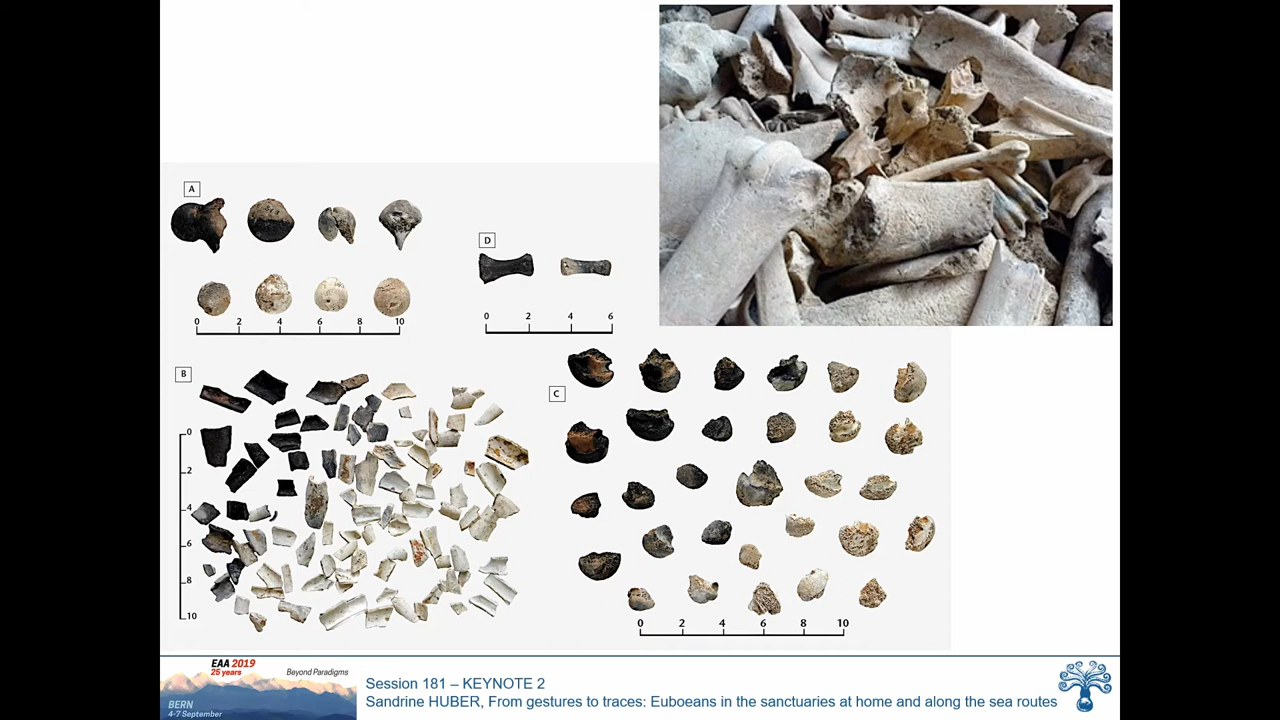 A
0 2 4 6 8 10
D
0 2 4 6
B
0
2
4
6
8
10
C
0 2 4 6 8 10
EAA 2019
25 years
Beyond Paradigms
BERN
4-7 September
Session 181 – KEYNOTE 2
Sandrine HUBER, From gestures to traces: Euboeans in the sanctuaries at home and along the sea routes